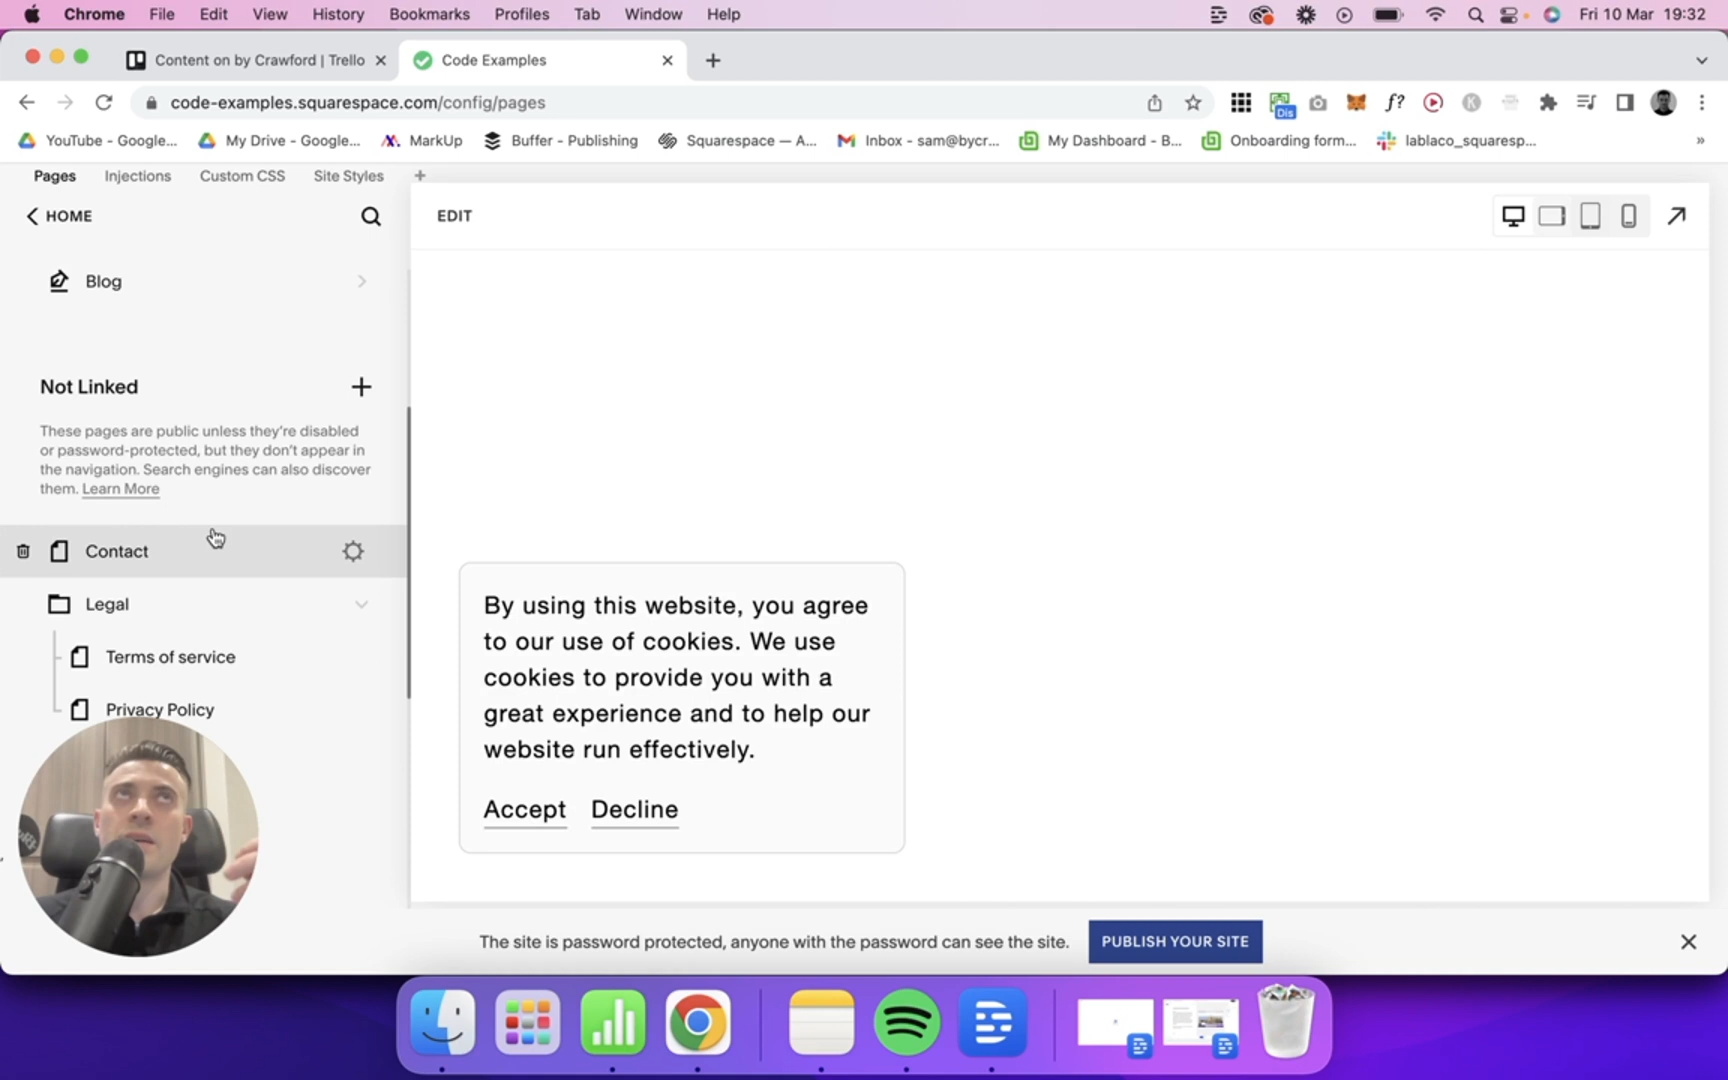 Chrome File Edit View History Bookmarks Profiles Tab Window Help Fri 10 Mar 19:32
Content on by Crawford | Trello Code Examples
code-examples.squarespace.com/config/pages
Dis
f?
YouTube - Google... My Drive - Google... MarkUp Buffer - Publishing Squarespace — A... Inbox - sam@bycr... My Dashboard - B... Onboarding form... lablaco_squaresp... »
Pages Injections Custom CSS Site Styles +
HOME
EDIT
Blog
Not Linked
These pages are public unless they're disabled
or password-protected, but they don't appear in
the navigation. Search engines can also discover
them. Learn More
Contact
Legal
Terms of service
Privacy Policy
By using this website, you agree
to our use of cookies. We use
cookies to provide you with a
great experience and to help our
website run effectively.
Accept Decline
The site is password protected, anyone with the password can see the site. PUBLISH YOUR SITE